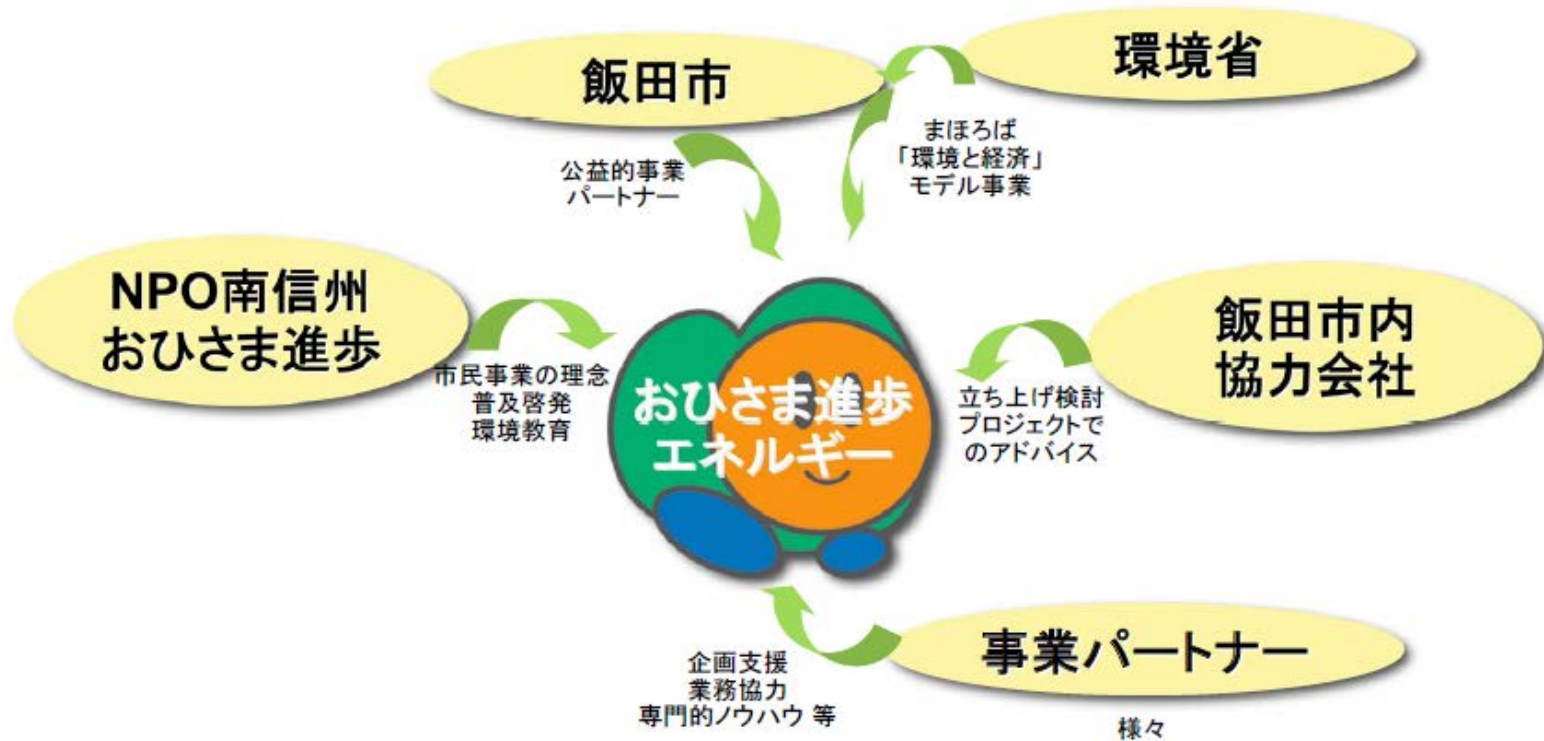 飯田市
環境省
公益的事業
パートナー
まほろば
「環境と経済」
モデル事業
NPO南信州
おひさま進歩
市民事業の理念
普及啓発
環境教育
おひさま進歩
エネルギー
飯田市内
協力会社
立ち上げ検討
プロジェクトで
のアドバイス
事業パートナー
企画支援
業務協力
専門的ノウハウ 等
様々